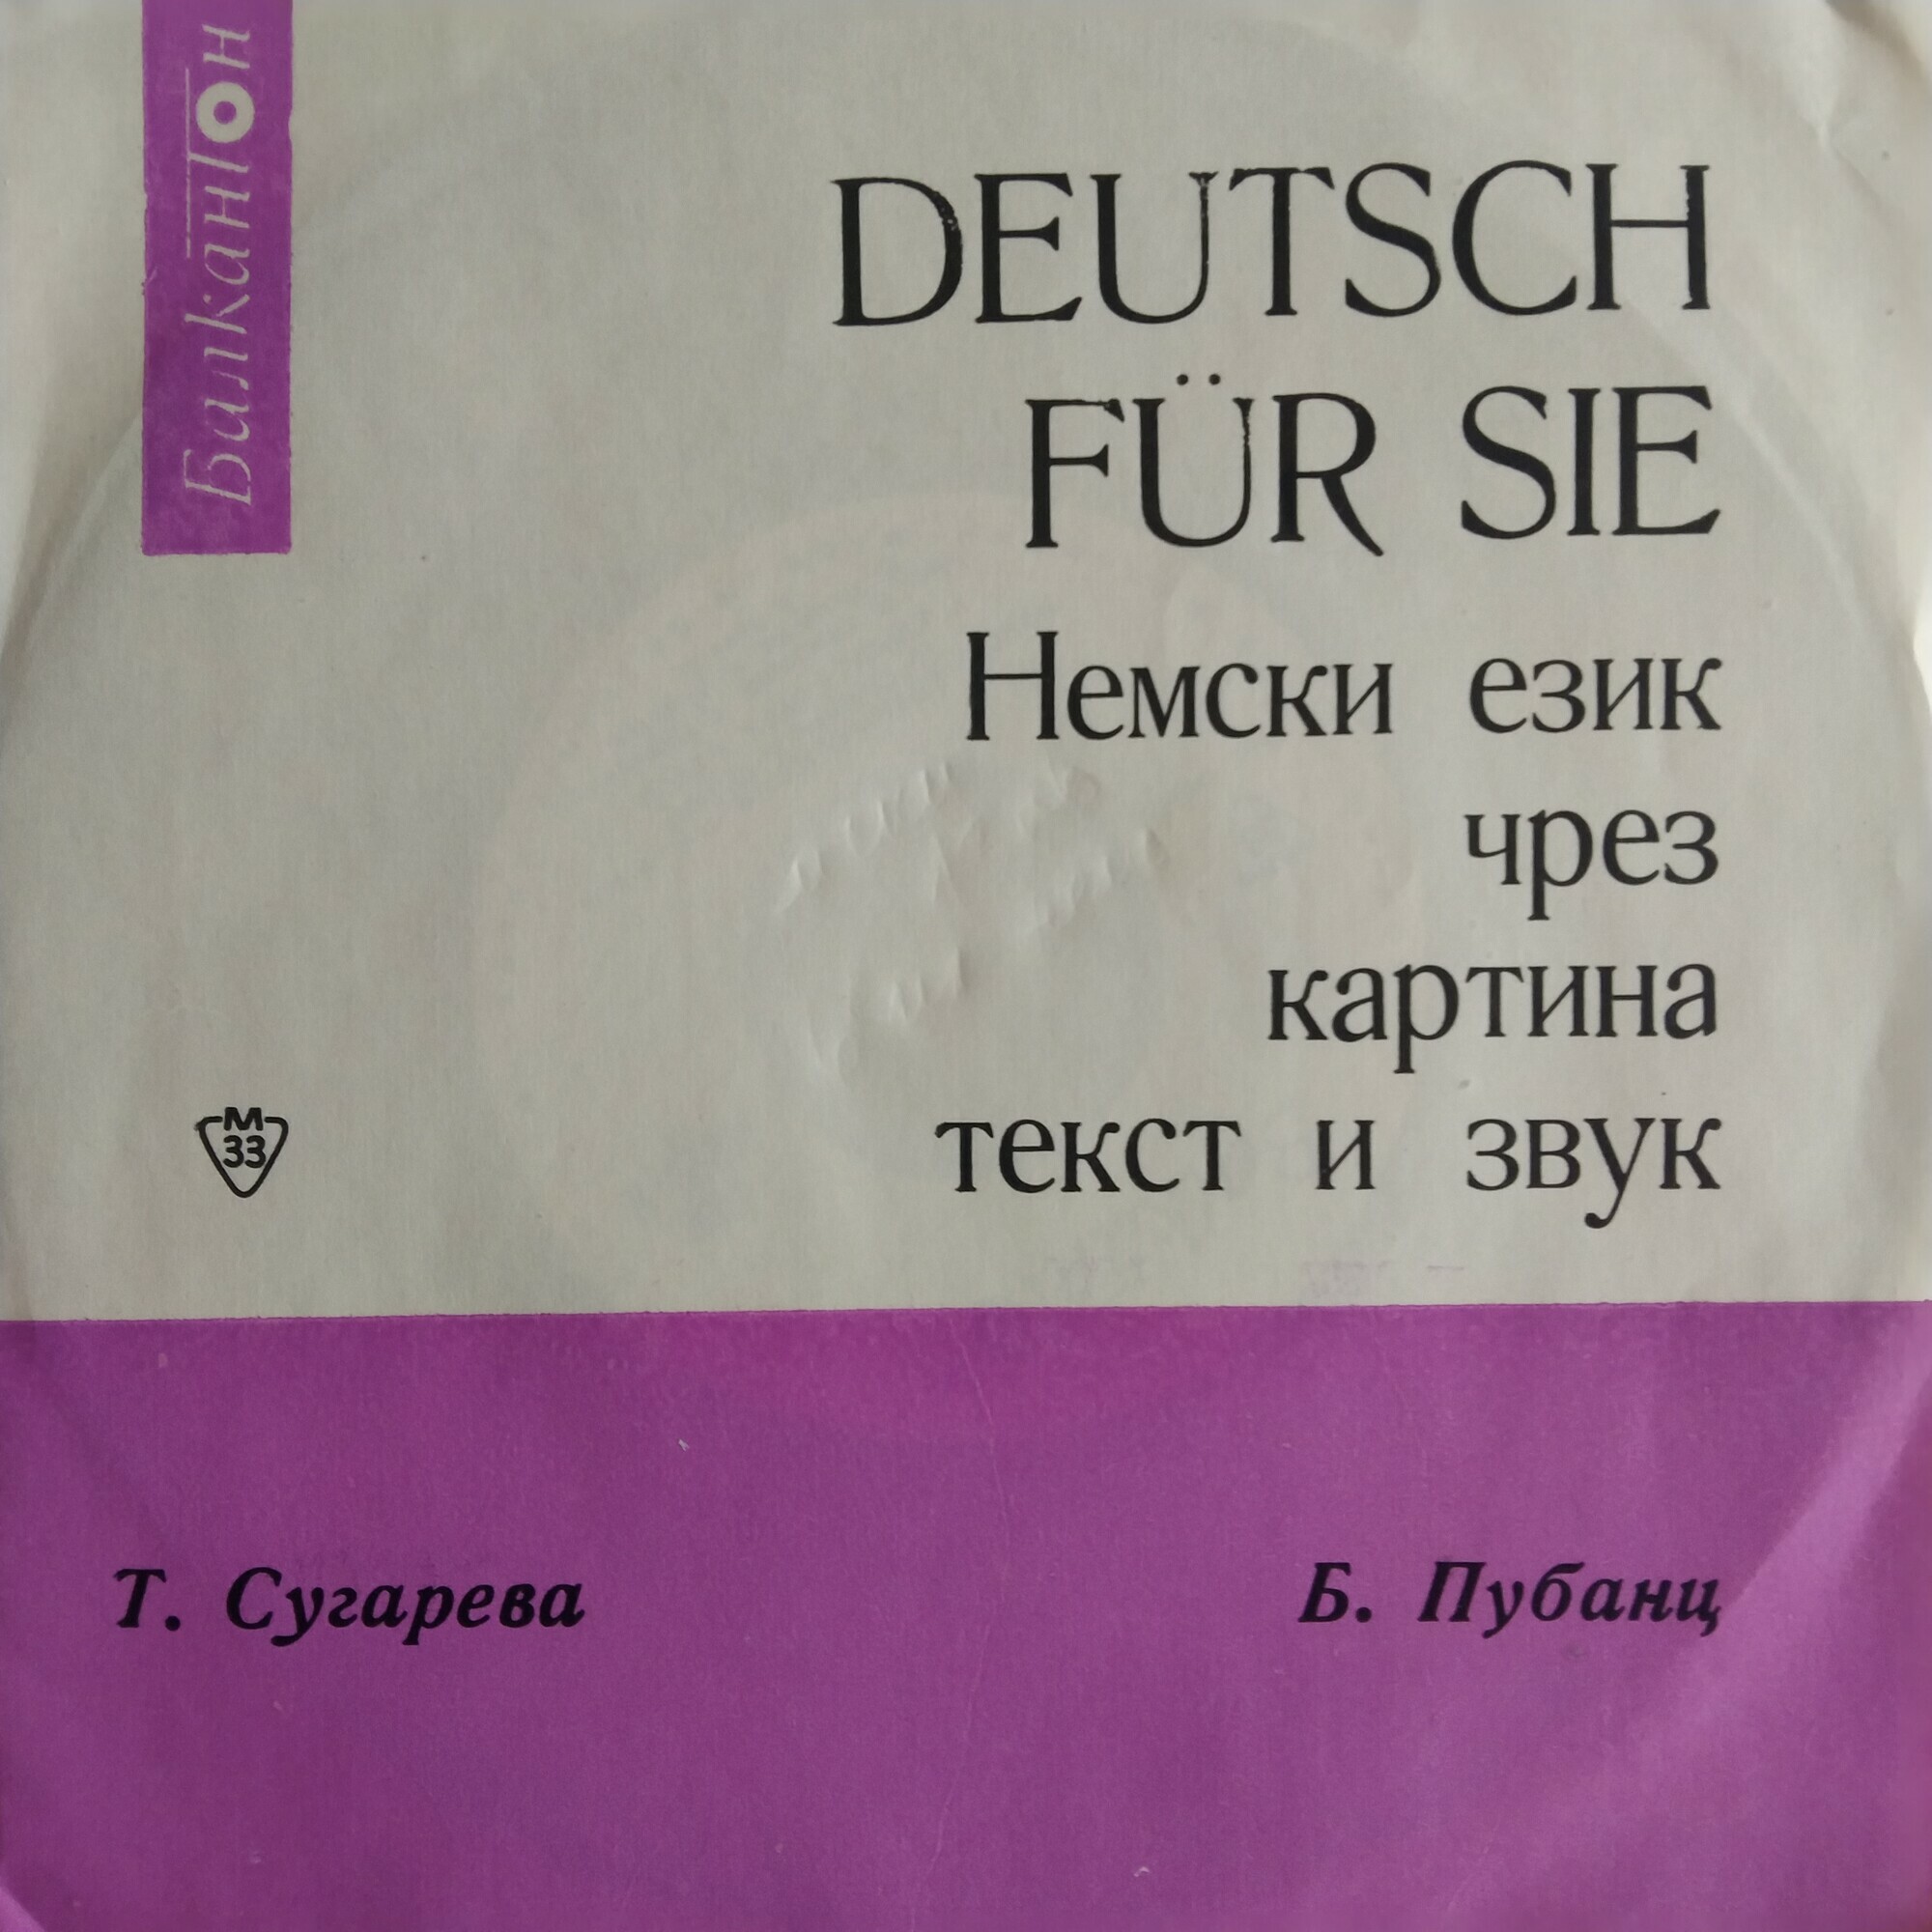 Балкантон
DEUTSCH
FÜR SIE
Немски език
чрез
картина
текст и звук
M
33
Т. Сугарева
Б. Пубанц